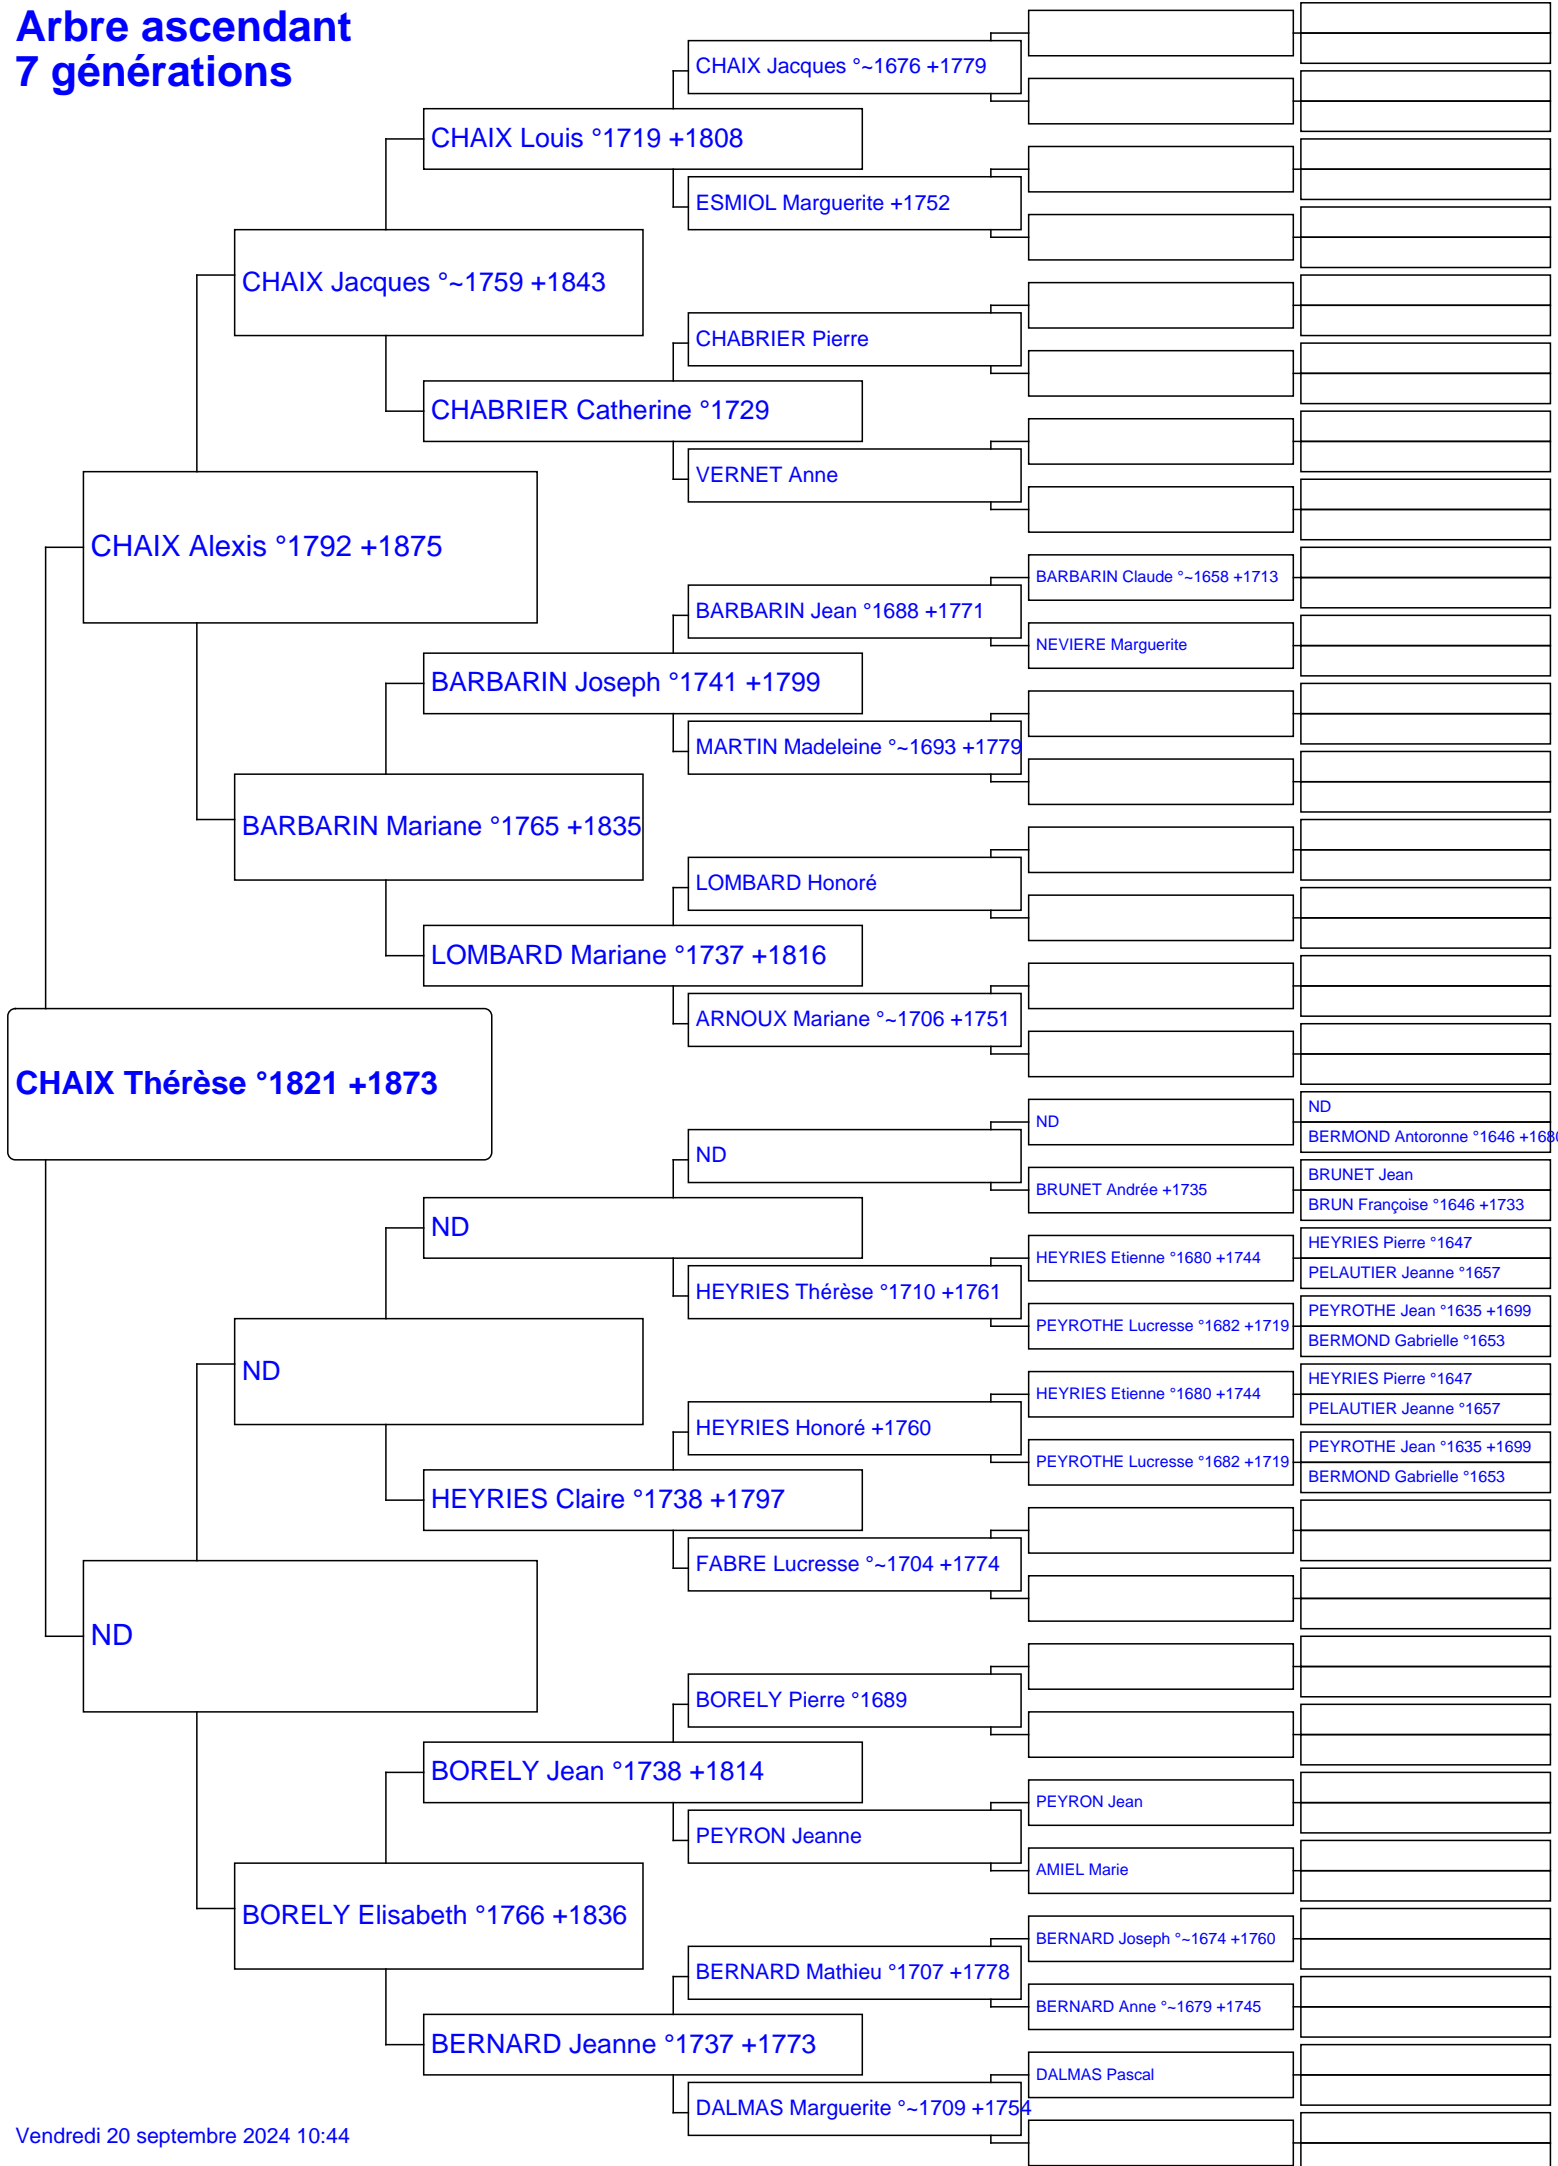 Arbre ascendant
7 générations
CHAIX Jacques °~1676 +1779
CHAIX Louis °1719 +1808
ESMIOL Marguerite +1752
CHAIX Jacques °~1759 +1843
CHABRIER Pierre
CHABRIER Catherine °1729
VERNET Anne
CHAIX Alexis °1792 +1875
BARBARIN Claude °~1658 +1713
BARBARIN Jean °1688 +1771
NEVIERE Marguerite
BARBARIN Joseph °1741 +1799
MARTIN Madeleine °~1693 +1779
BARBARIN Mariane °1765 +1835
LOMBARD Honoré
LOMBARD Mariane °1737 +1816
ARNOUX Mariane °~1706 +1751
CHAIX Thérèse °1821 +1873
ND
ND
BERMOND Antoronne °1646 +1680
ND
BRUNET Jean
BRUNET Andrée +1735
BRUN Françoise °1646 +1733
ND
HEYRIES Pierre °1647
HEYRIES Etienne °1680 +1744
PELAUTIER Jeanne °1657
HEYRIES Thérèse °1710 +1761
PEYROTHE Jean °1635 +1699
PEYROTHE Lucresse °1682 +1719
BERMOND Gabrielle °1653
ND
HEYRIES Pierre °1647
HEYRIES Etienne °1680 +1744
PELAUTIER Jeanne °1657
HEYRIES Honoré +1760
PEYROTHE Jean °1635 +1699
PEYROTHE Lucresse °1682 +1719
BERMOND Gabrielle °1653
HEYRIES Claire °1738 +1797
FABRE Lucresse °~1704 +1774
ND
BORELY Pierre °1689
BORELY Jean °1738 +1814
PEYRON Jean
PEYRON Jeanne
AMIEL Marie
BORELY Elisabeth °1766 +1836
BERNARD Joseph °~1674 +1760
BERNARD Mathieu °1707 +1778
BERNARD Anne °~1679 +1745
BERNARD Jeanne °1737 +1773
DALMAS Pascal
DALMAS Marguerite °~1709 +1754
Vendredi 20 septembre 2024 10:44